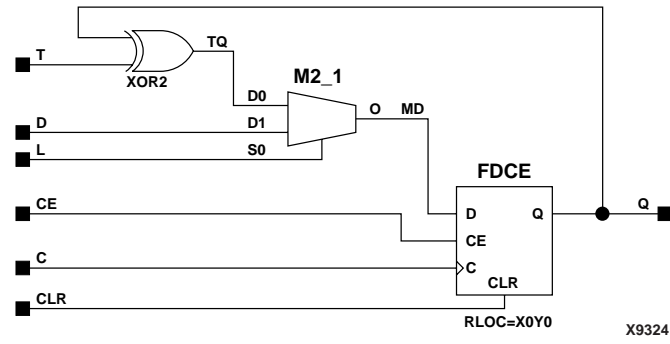 T
TQ
XOR2
M2_1
D0
D
D1
O
MD
L
S0
FDCE
CE
D
Q
Q
CE
C
C
CLR
CLR
RLOC=X0Y0
X9324